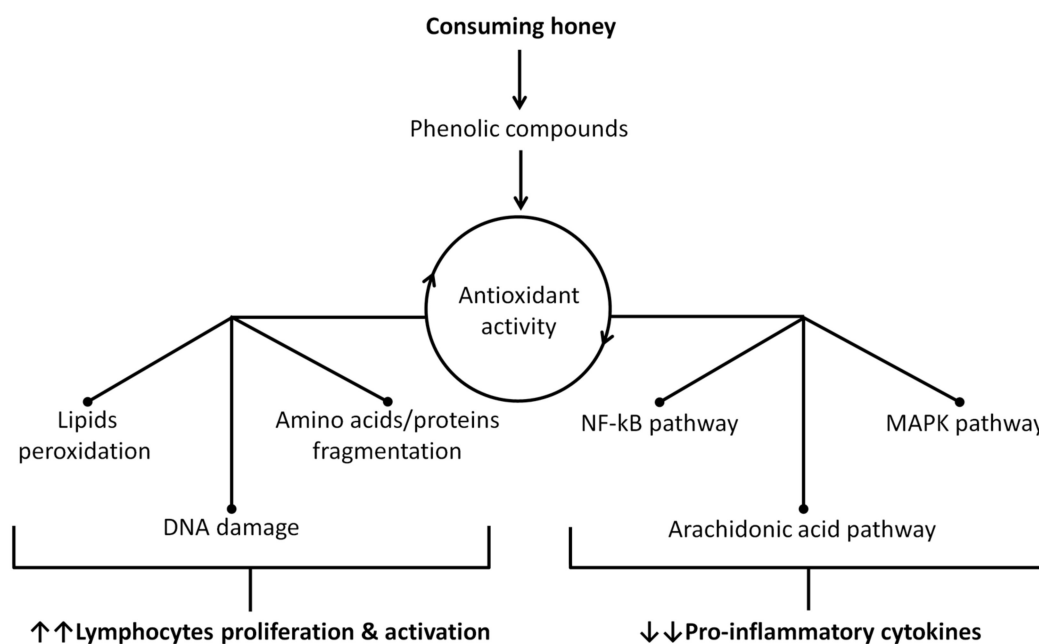 Consuming honey
Phenolic compounds
Antioxidant
activity
Lipids
peroxidation
Amino acids/proteins
fragmentation
DNA damage
NF-kB pathway
MAPK pathway
Arachidonic acid pathway
↑↑Lymphocytes proliferation & activation
↓↓Pro-inflammatory cytokines